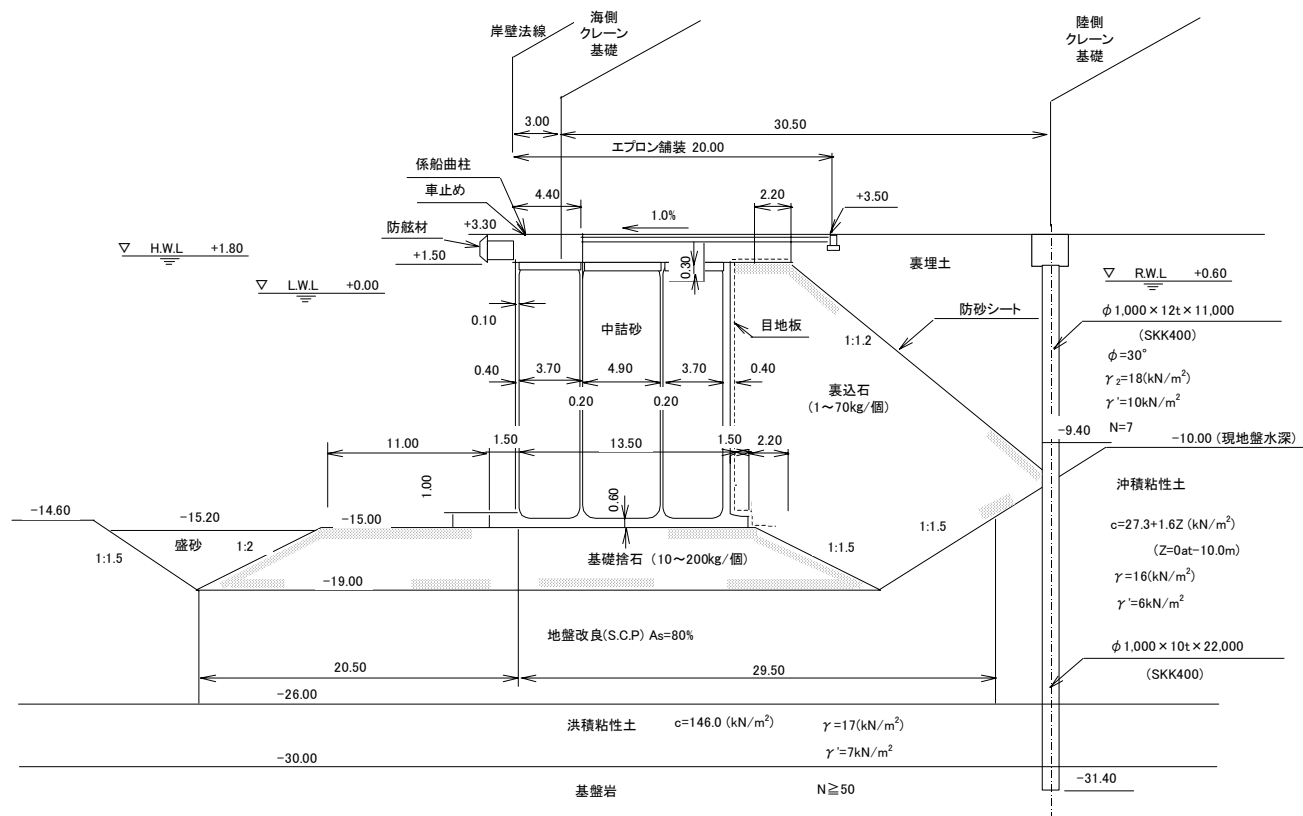 岸壁法線
海側
クレーン
基礎
陸側
クレーン
基礎
3.00
30.50
エプロン舗装 20.00
係船曲柱
車止め
4.40
2.20
+3.50
防舷材
+3.30
1.0%
▽ H.W.L +1.80
+1.50
0.30
裏埋土
▽ R.W.L +0.60
▽ L.W.L +0.00
0.10
中詰砂
目地板
防砂シート
φ1,000×12t×11,000
(SKK400)
1:1.2
φ=30°
γ2=18(kN/m²)
γ'=10kN/m²
N=7
0.40
3.70
4.90
3.70
0.40
裏込石
(1~70kg/個)
0.20
0.20
-9.40
-10.00 (現地盤水深)
11.00
1.50
13.50
1.50
2.20
1.00
0.60
沖積粘性土
c=27.3+1.6Z (kN/m²)
(Z=0at-10.0m)
γ=16(kN/m²)
γ'=6kN/m²
-14.60
-15.20
-15.00
盛砂
1:1.5
1:2
1:1.5
1:1.5
基礎捨石 (10~200kg/個)
-19.00
地盤改良(S.C.P) As=80%
φ1,000×10t×22,000
(SKK400)
20.50
29.50
-26.00
洪積粘性土
c=146.0 (kN/m²)
γ=17(kN/m²)
γ'=7kN/m²
-30.00
-31.40
基盤岩
N≧50